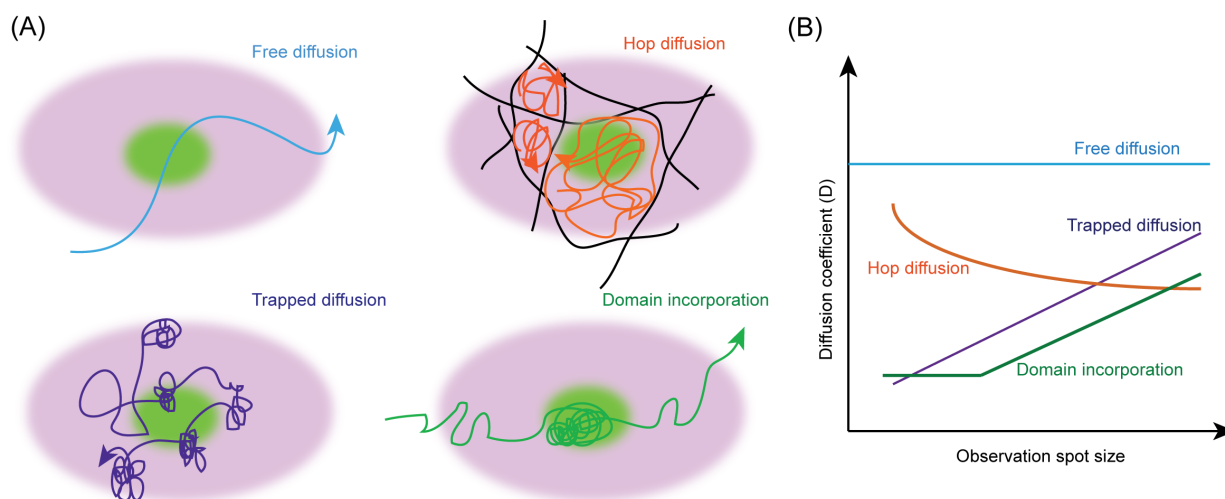 (A)
Free diffusion
Hop diffusion
Trapped diffusion
Domain incorporation
(B)
Diffusion coefficient (D)
Free diffusion
Trapped diffusion
Hop diffusion
Domain incorporation
Observation spot size